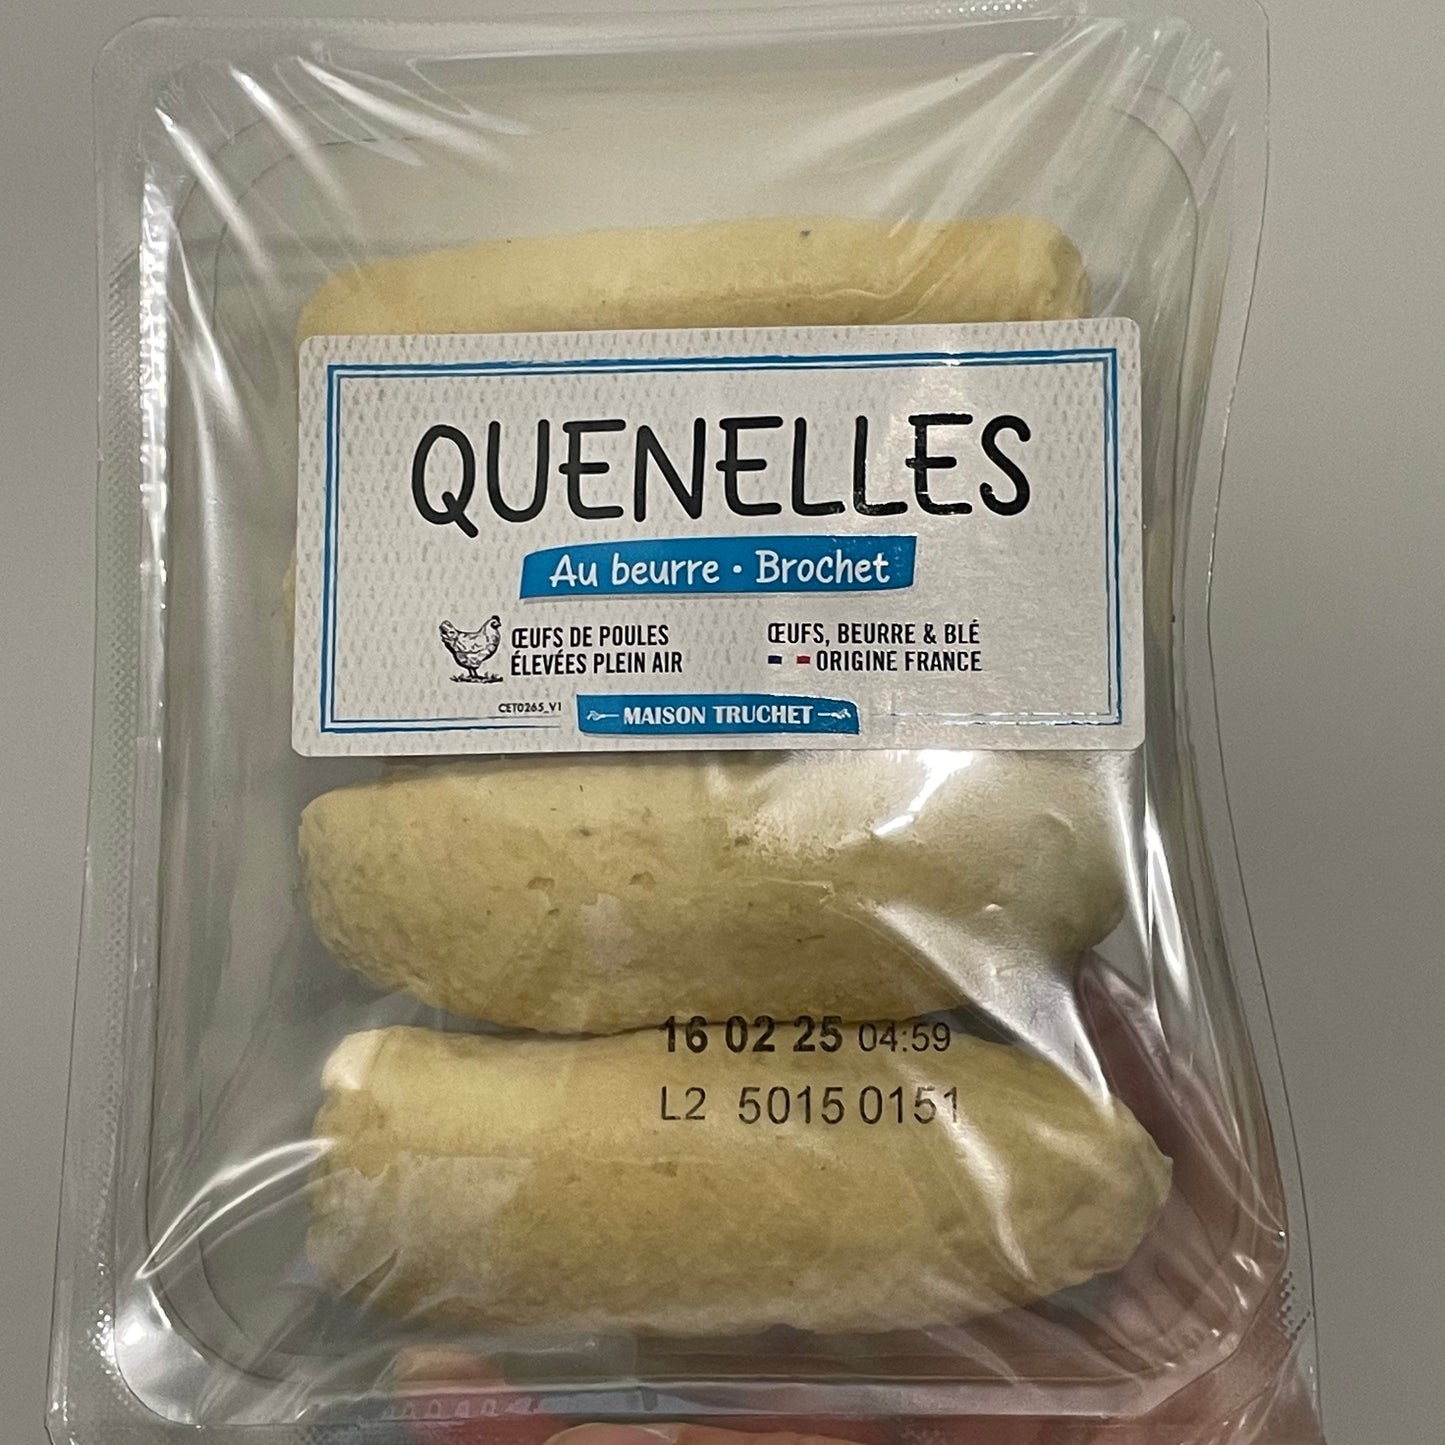 QUENELLES
Au beurre • Brochet
ŒUFS DE POULES
ÉLEVÉES PLEIN AIR
ŒUFS, BEURRE & BLÉ
ORIGINE FRANCE
CET0265_V1
MAISON TRUCHET
16 02 25 04:59
L2 5015 0151